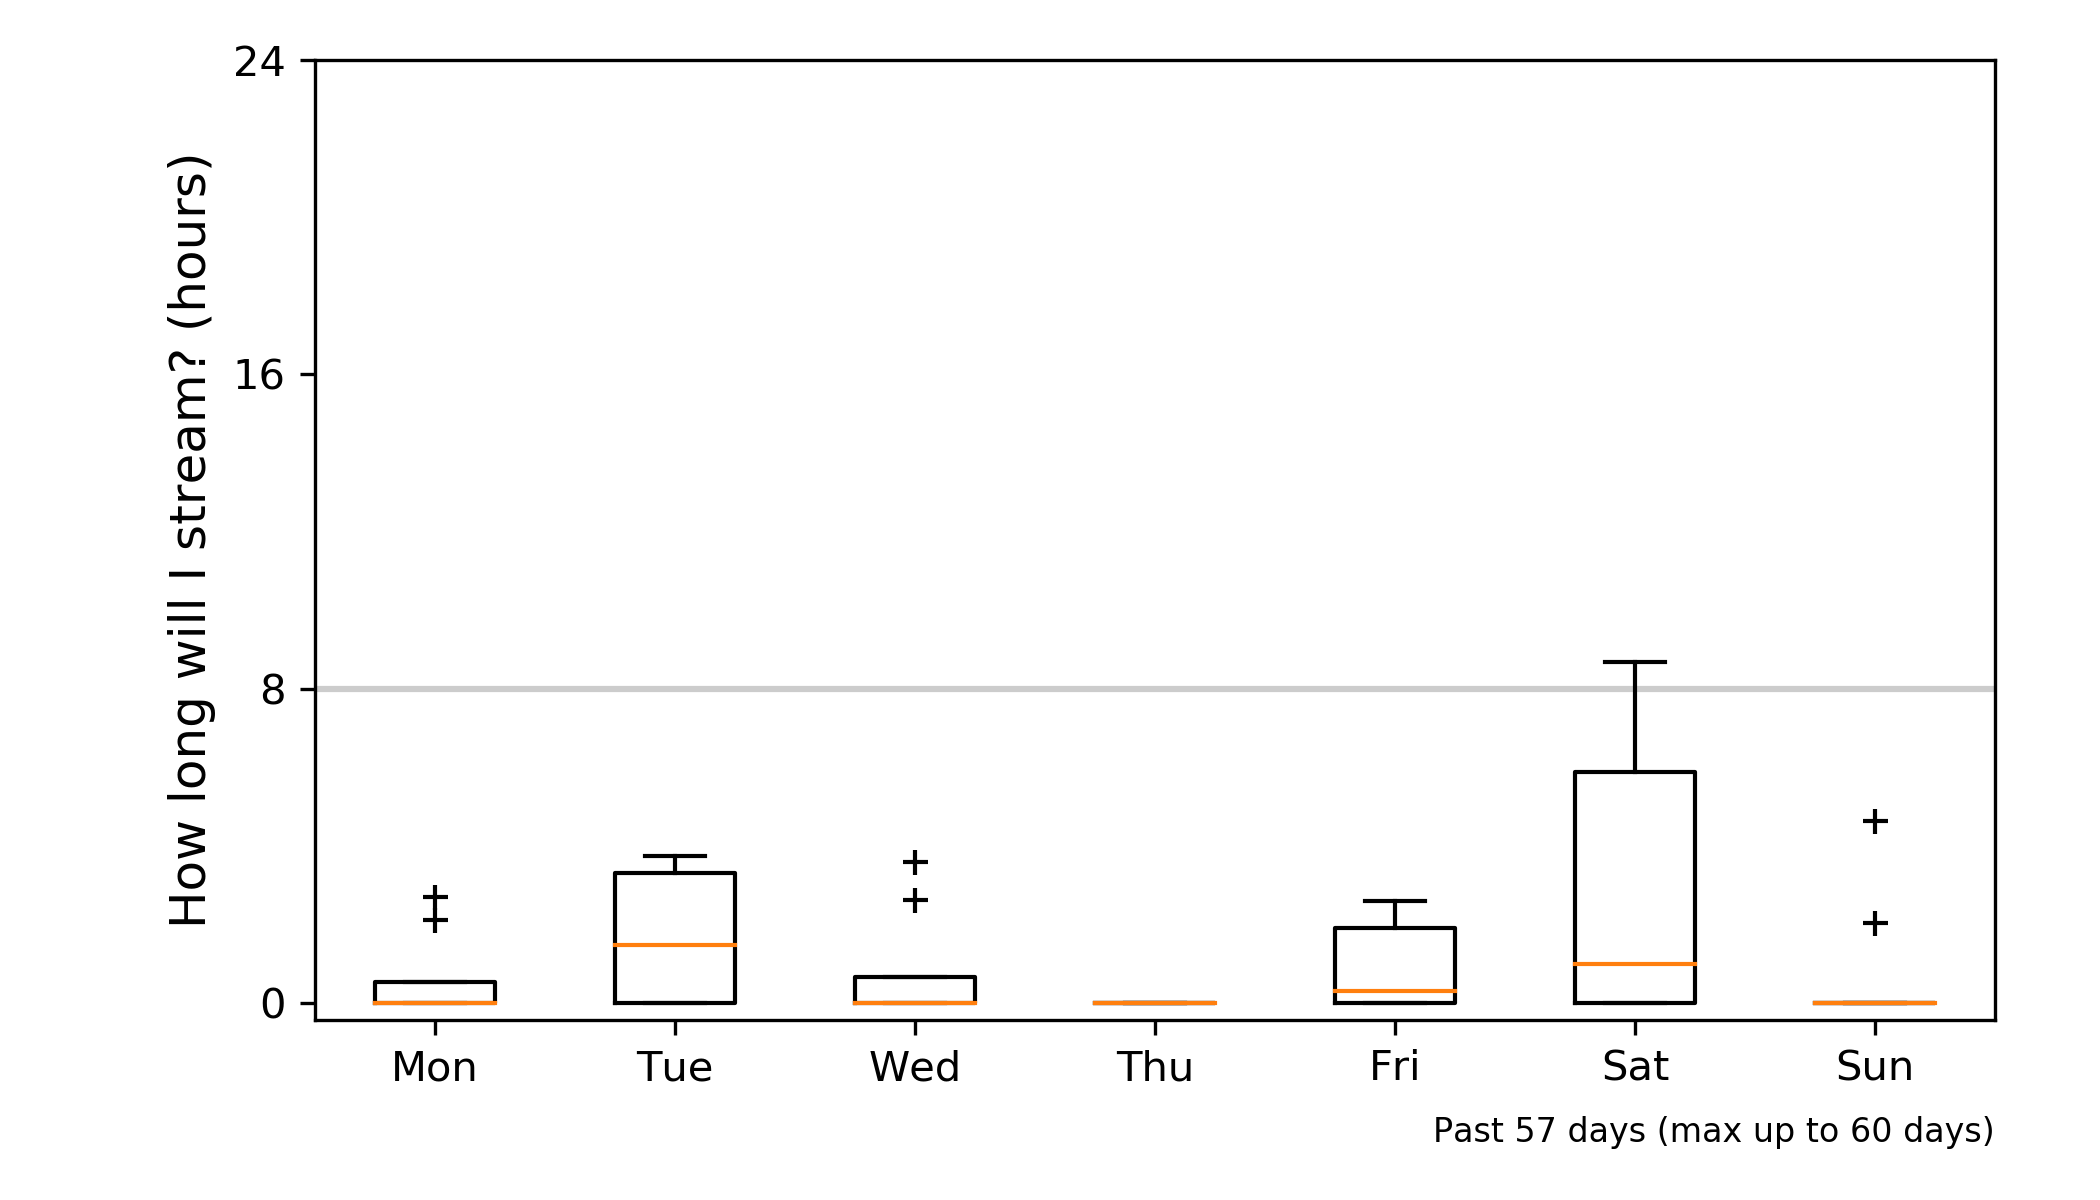 How long will I stream? (hours)
24
16
8
0
Mon Tue Wed Thu Fri Sat Sun
Past 57 days (max up to 60 days)